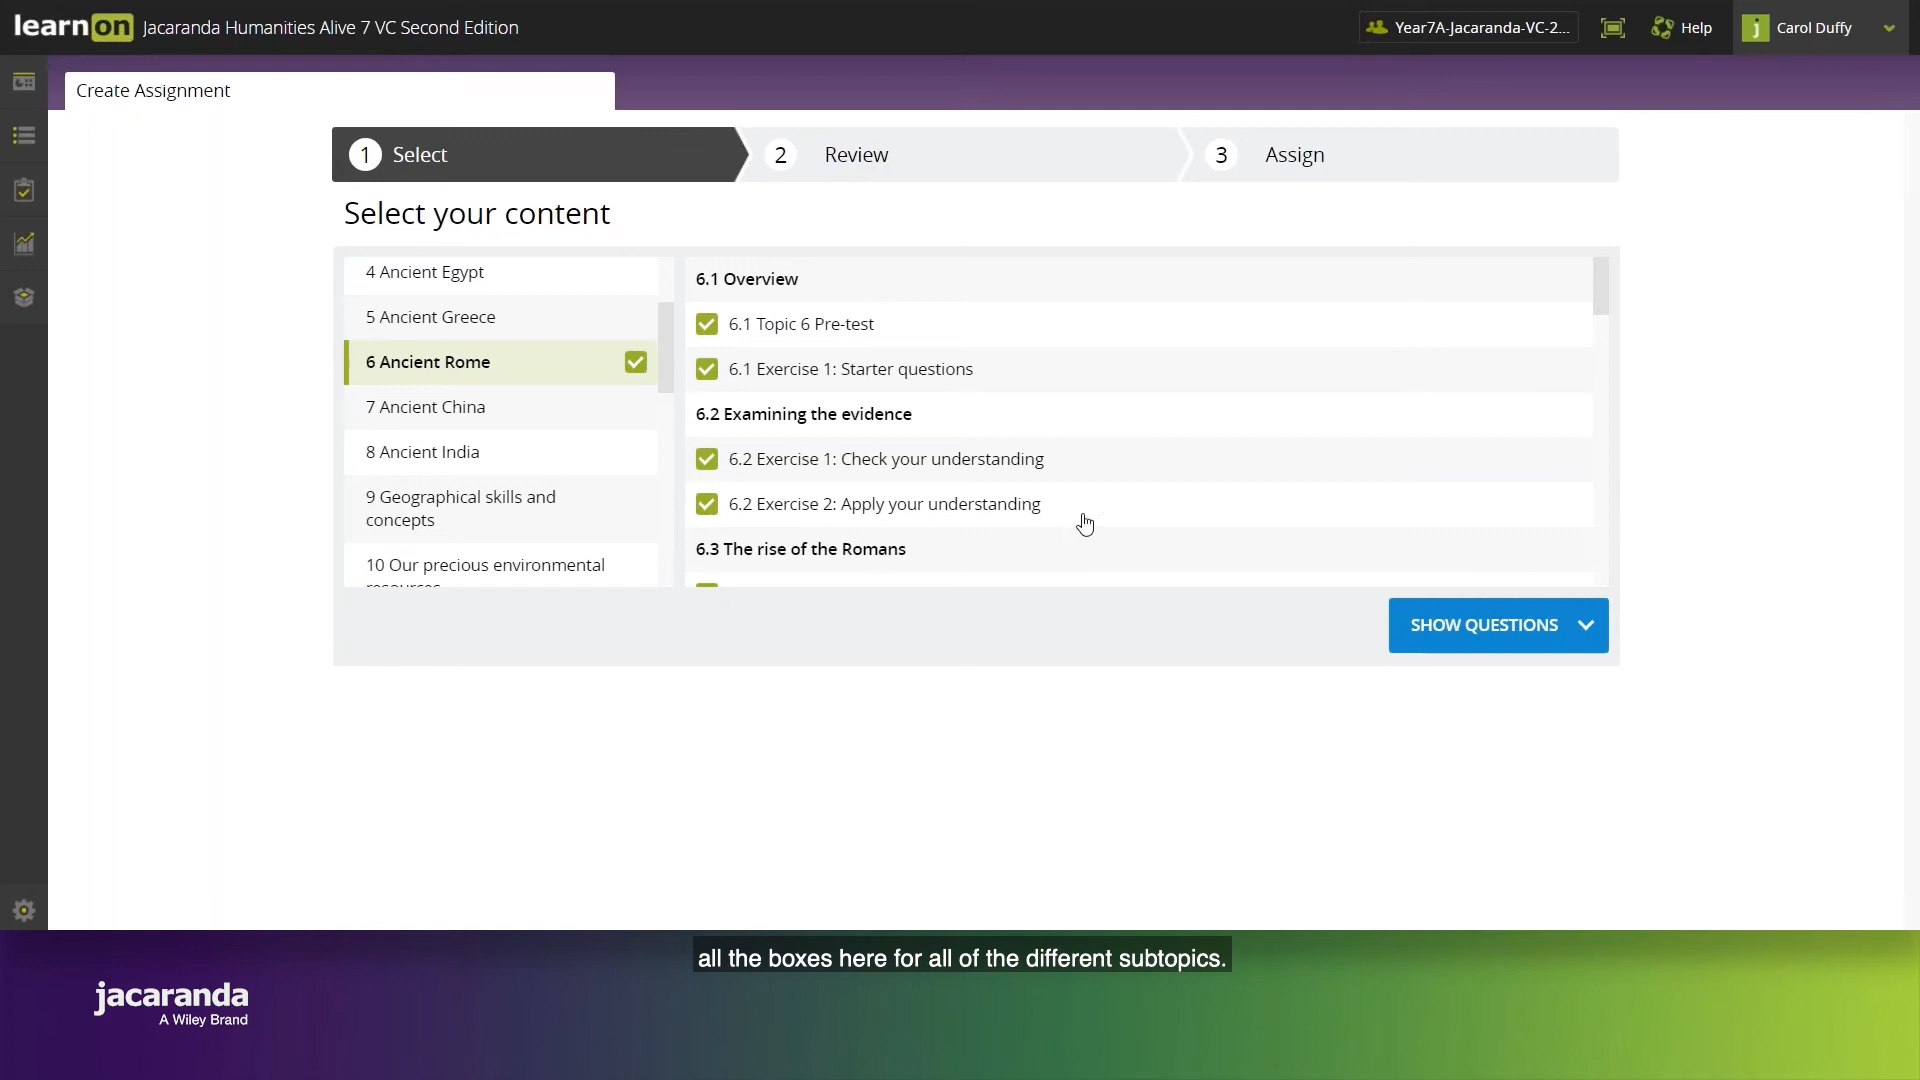 learnon Jacaranda Humanities Alive 7 VC Second Edition
Year7A-Jacaranda-VC-2...
Help
j Carol Duffy
Create Assignment
1 Select
2 Review
3 Assign
Select your content
4 Ancient Egypt
5 Ancient Greece
6 Ancient Rome
7 Ancient China
8 Ancient India
9 Geographical skills and
concepts
10 Our precious environmental
resources
6.1 Overview
6.1 Topic 6 Pre-test
6.1 Exercise 1: Starter questions
6.2 Examining the evidence
6.2 Exercise 1: Check your understanding
6.2 Exercise 2: Apply your understanding
6.3 The rise of the Romans
SHOW QUESTIONS
all the boxes here for all of the different subtopics.
jacaranda
A Wiley Brand